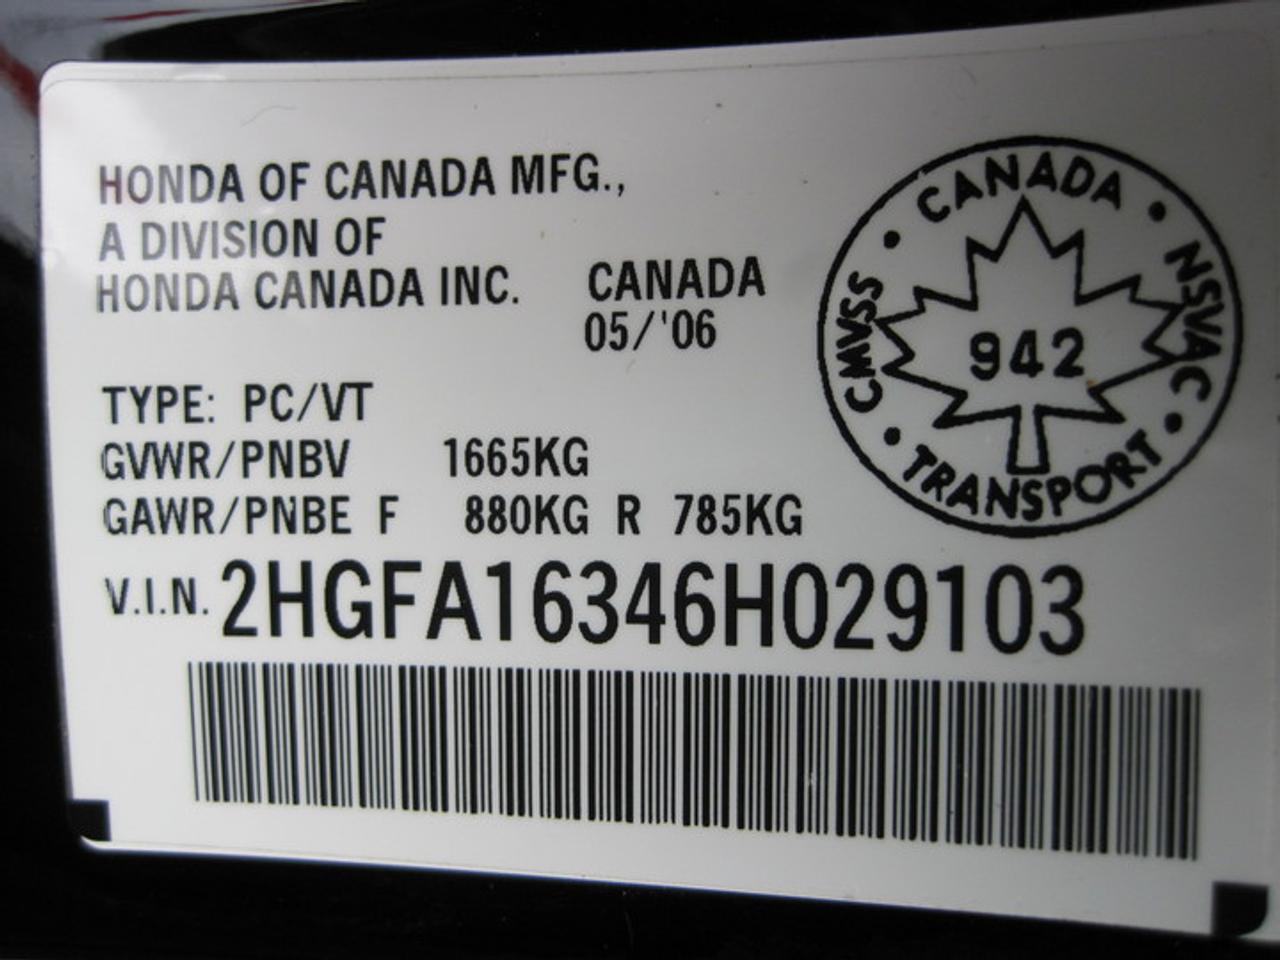 HONDA OF CANADA MFG.,
A DIVISION OF
HONDA CANADA INC. CANADA
05/'06
TYPE: PC/VT
GVWR/PNBV 1665KG
GAWR/PNBE F 880KG R 785KG
V.I.N. 2HGFA16346H029103
CANADA • NSVAC • TRANSPORT • CMVSS •
942